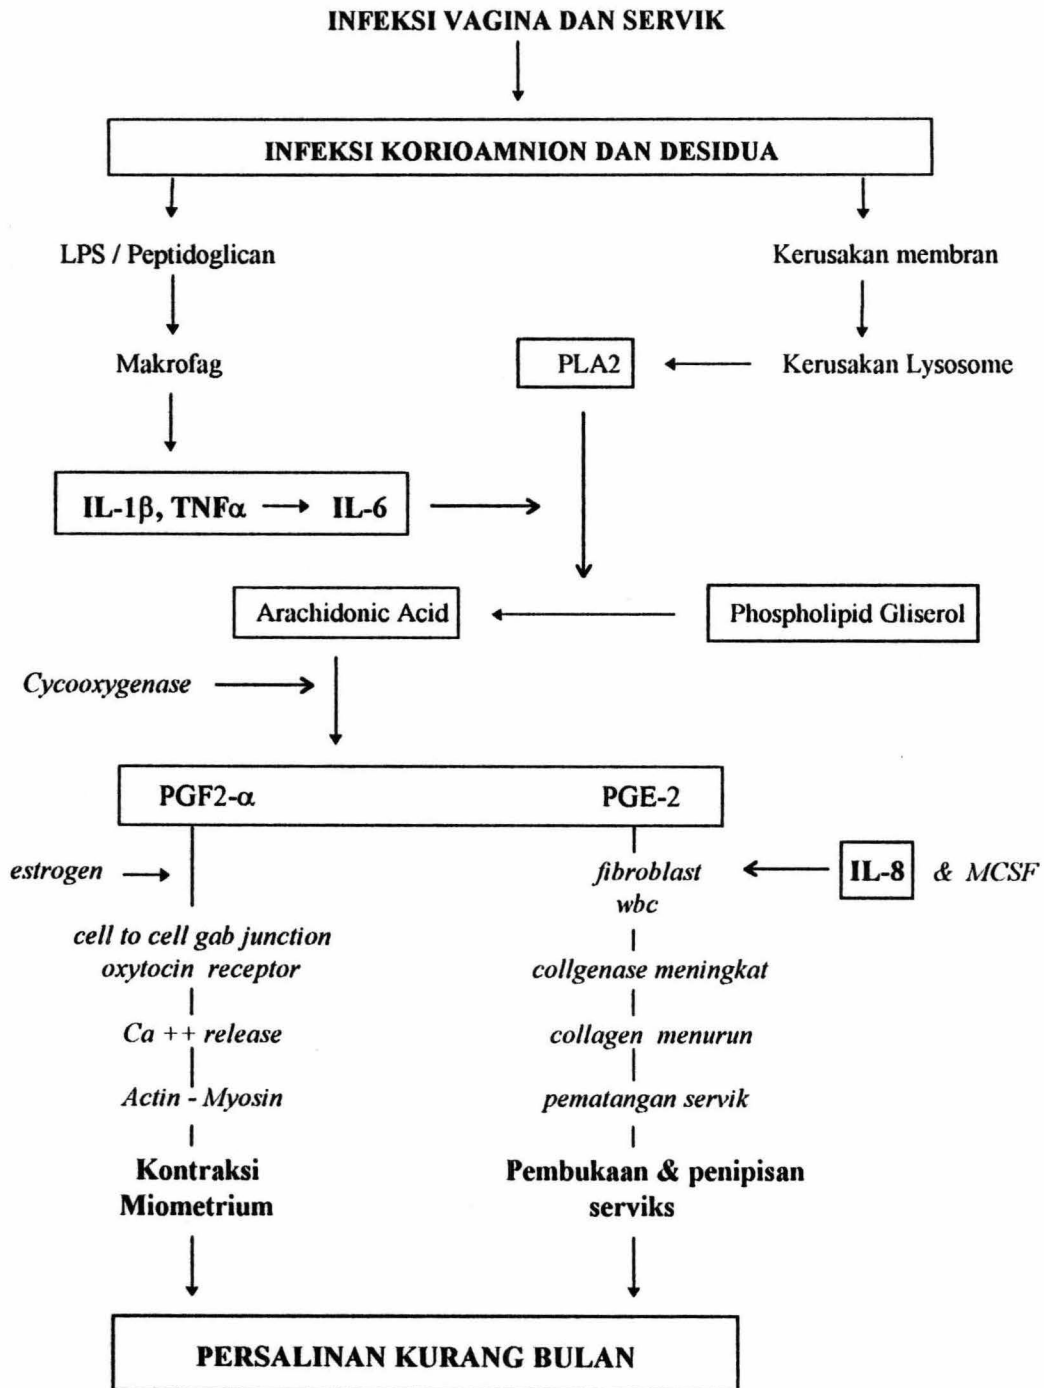 INFEKSI VAGINA DAN SERVIK
INFEKSI KORIOAMNION DAN DESIDUA
LPS / Peptidoglican
Kerusakan membran
Makrofag
PLA2
Kerusakan Lysosome
IL-1β, TNFα → IL-6
Arachidonic Acid
Phospholipid Gliserol
Cycooxygenase
PGF2-α
PGE-2
estrogen
fibroblast
wbc
IL-8 & MCSF
cell to cell gab junction
oxytocin receptor
collgenase meningkat
Ca ++ release
collagen menurun
Actin - Myosin
pematangan servik
Kontraksi
Miometrium
Pembukaan & penipisan
serviks
PERSALINAN KURANG BULAN